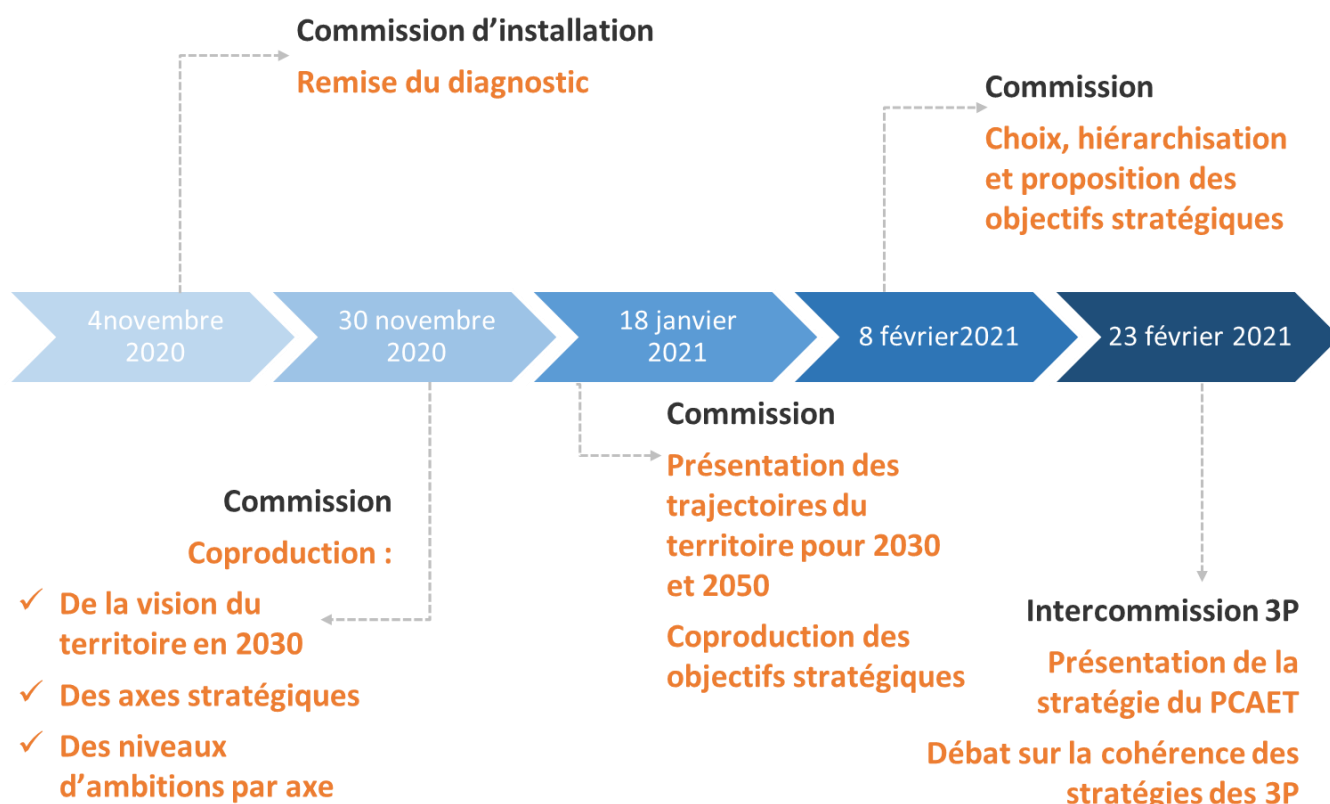 Commission d’installation
Remise du diagnostic
Commission
Choix, hiérarchisation
et proposition des
objectifs stratégiques
4novembre
2020
30 novembre
2020
18 janvier
2021
8 février2021
23 février 2021
Commission
Coproduction :
✓ De la vision du
territoire en 2030
✓ Des axes stratégiques
✓ Des niveaux
d’ambitions par axe
Commission
Présentation des
trajectoires du
territoire pour 2030
et 2050
Coproduction des
objectifs stratégiques
Intercommission 3P
Présentation de la
stratégie du PCAET
Débat sur la cohérence des
stratégies des 3P